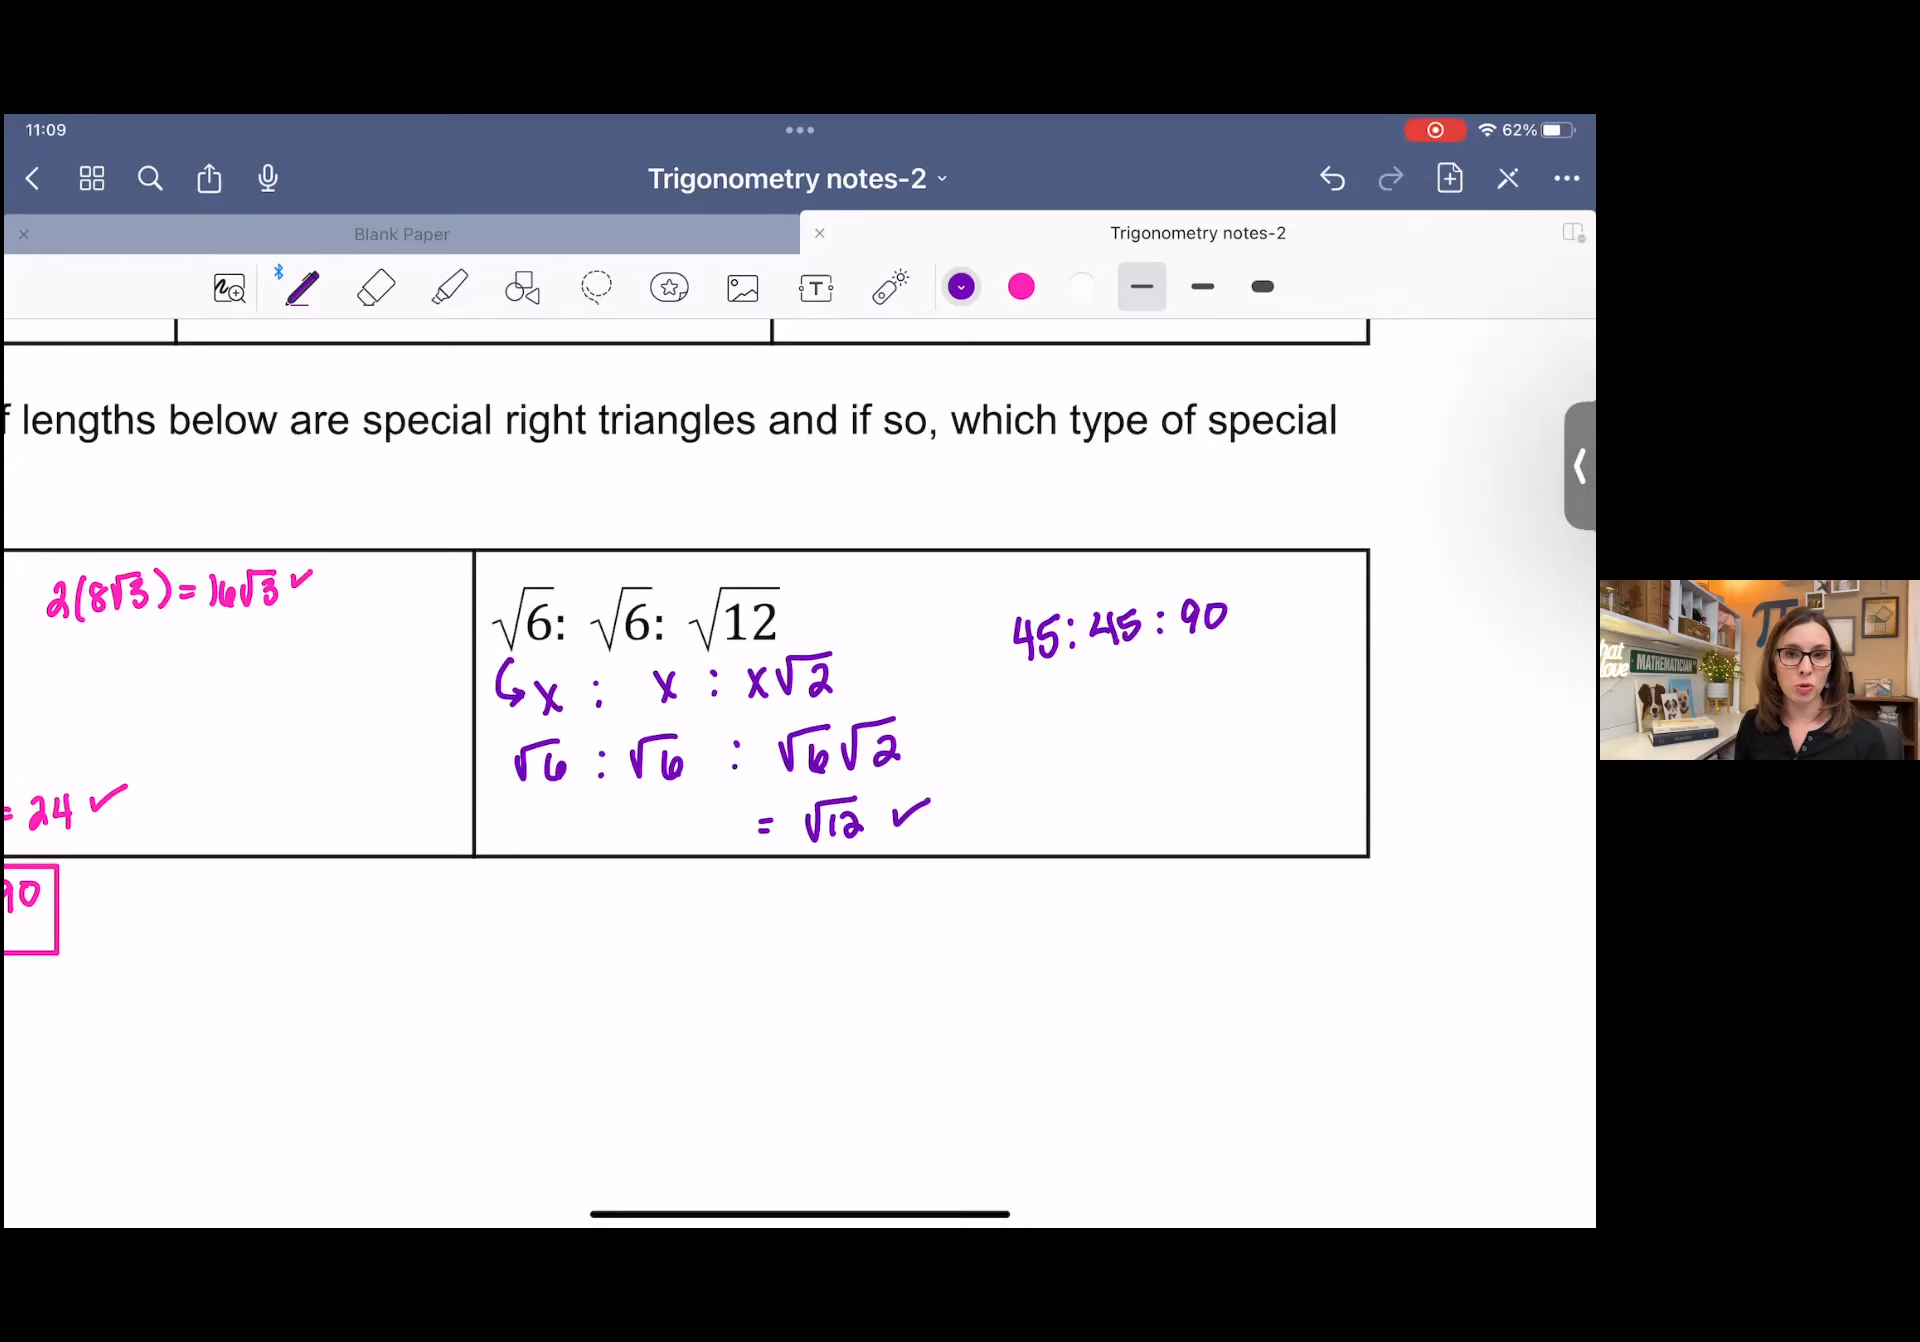 11:09
62%
Trigonometry notes-2
Blank Paper
Trigonometry notes-2
f lengths below are special right triangles and if so, which type of special
2(8√3) = 16√3 ✓
= 24 ✓
90
√6: √6: √12
45 : 45 : 90
x : x : x√2
√6 : √6 : √6√2
= √12 ✓
MATHEMATICIAN